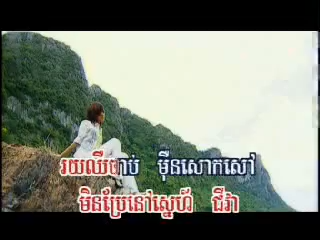 រយឈឺចាប់ ម៉ឺនសោកសៅ
មិនប្រែនៅស្នេហ៍ ជីវ៉ា